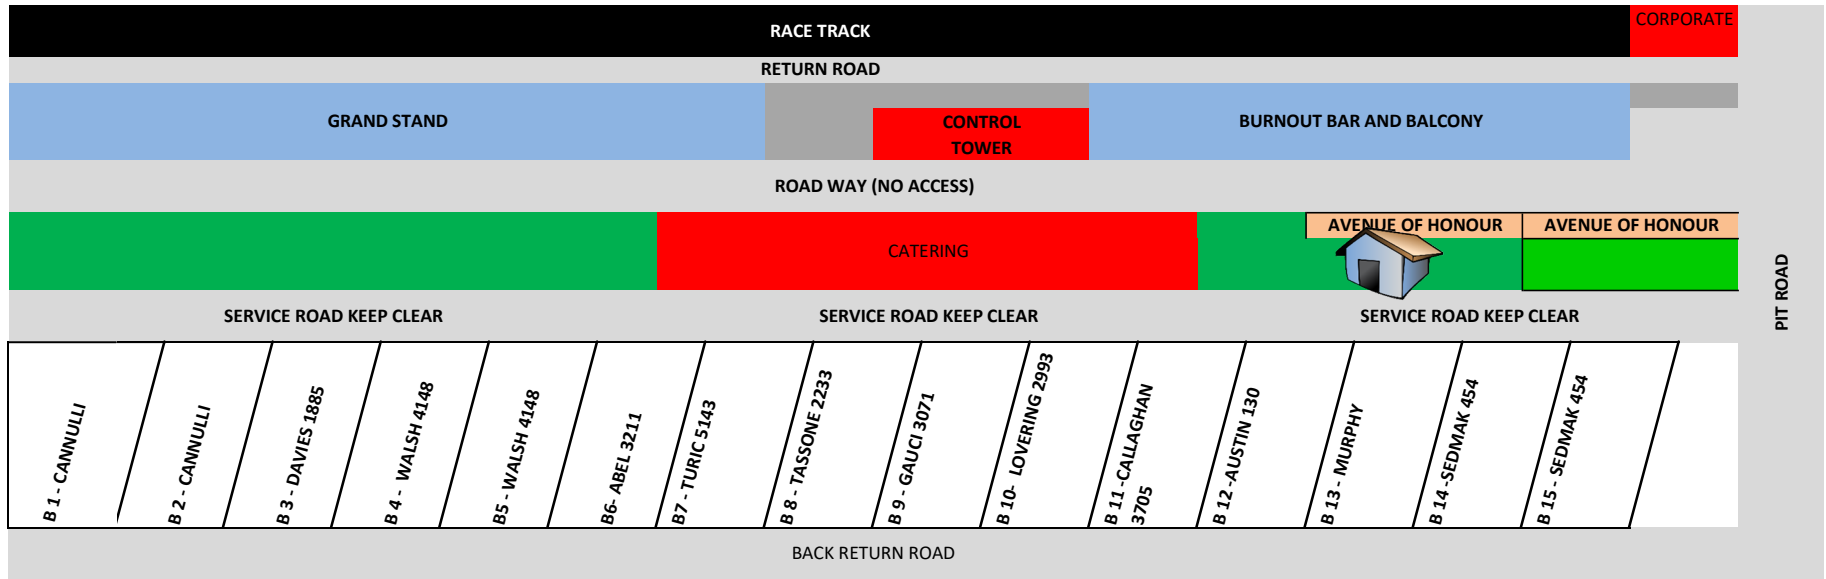 RACE TRACK
CORPORATE
RETURN ROAD
GRAND STAND
CONTROL
TOWER
BURNOUT BAR AND BALCONY
ROAD WAY (NO ACCESS)
AVENUE OF HONOUR
AVENUE OF HONOUR
CATERING
SERVICE ROAD KEEP CLEAR
SERVICE ROAD KEEP CLEAR
SERVICE ROAD KEEP CLEAR
PIT ROAD
B 1 - CANNULLI
B 2 - CANNULLI
B 3 - DAVIES 1885
B 4 - WALSH 4148
B5 - WALSH 4148
B6- ABEL 3211
B7 - TURIC 5143
B 8 - TASSONE 2233
B 9 - GAUCI 3071
B 10- LOVERING 2993
B 11 -CALLAGHAN
3705
B 12 -AUSTIN 130
B 13 - MURPHY
B 14 -SEDMAK 454
B 15 - SEDMAK 454
BACK RETURN ROAD